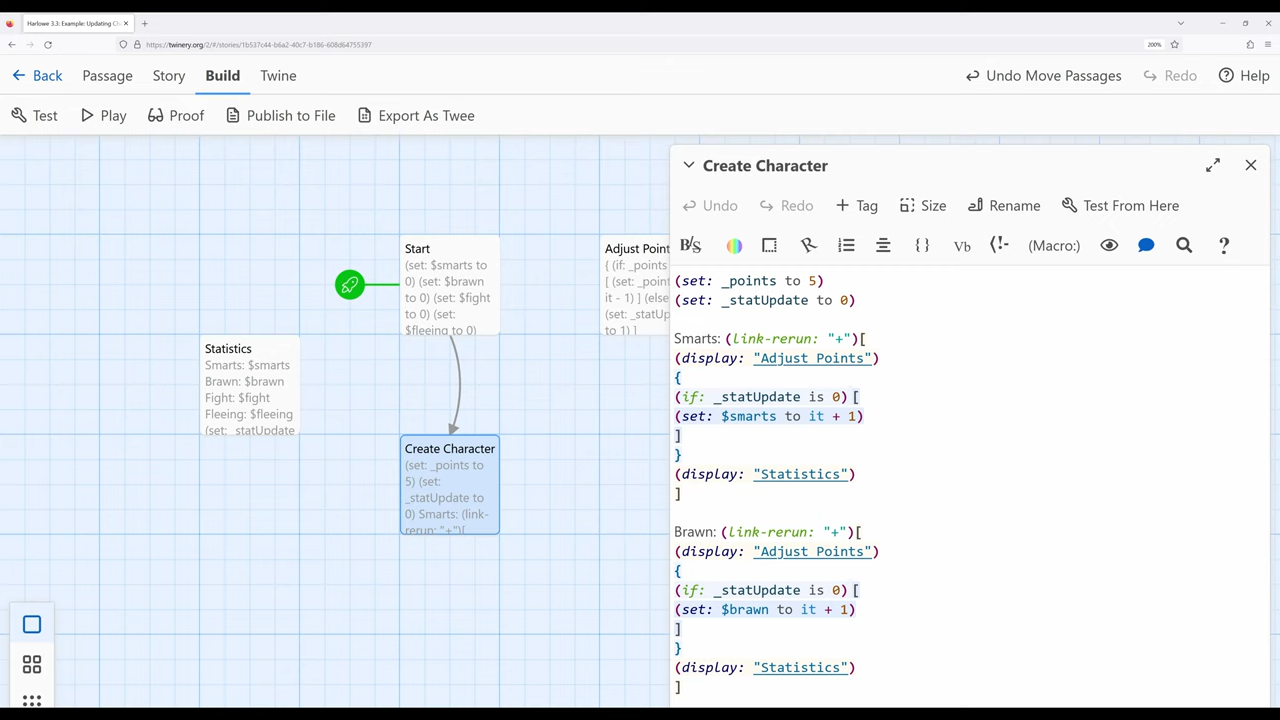 Harlowe 3.3: Example: Updating Ch
https://twinery.org/2/#/stories/1b537c44-b6a2-40c7-b186-608d64755397
200%
Back
Passage
Story
Build
Twine
Undo Move Passages
Redo
Help
Test
Play
Proof
Publish to File
Export As Twee
Start
(set: $smarts to
0) (set: $brawn
to 0) (set: $fight
to 0) (set:
$fleeing to 0)
Adjust Point
{ (if: _points
[ (set: _point
it - 1) ] (else
(set: _statU
to 1) ]
Statistics
Smarts: $smarts
Brawn: $brawn
Fight: $fight
Fleeing: $fleeing
(set: _statUpdate
Create Character
(set: _points to
5) (set:
_statUpdate to
0) Smarts: (link-
rerun: "+")[
Create Character
Undo
Redo
+ Tag
Size
Rename
Test From Here
(Macro:)
(set: _points to 5)
(set: _statUpdate to 0)
Smarts: (link-rerun: "+")[
(display: "Adjust Points")
{
(if: _statUpdate is 0) [
(set: $smarts to it + 1)
]
}
(display: "Statistics")
]
Brawn: (link-rerun: "+")[
(display: "Adjust Points")
{
(if: _statUpdate is 0) [
(set: $brawn to it + 1)
]
}
(display: "Statistics")
]